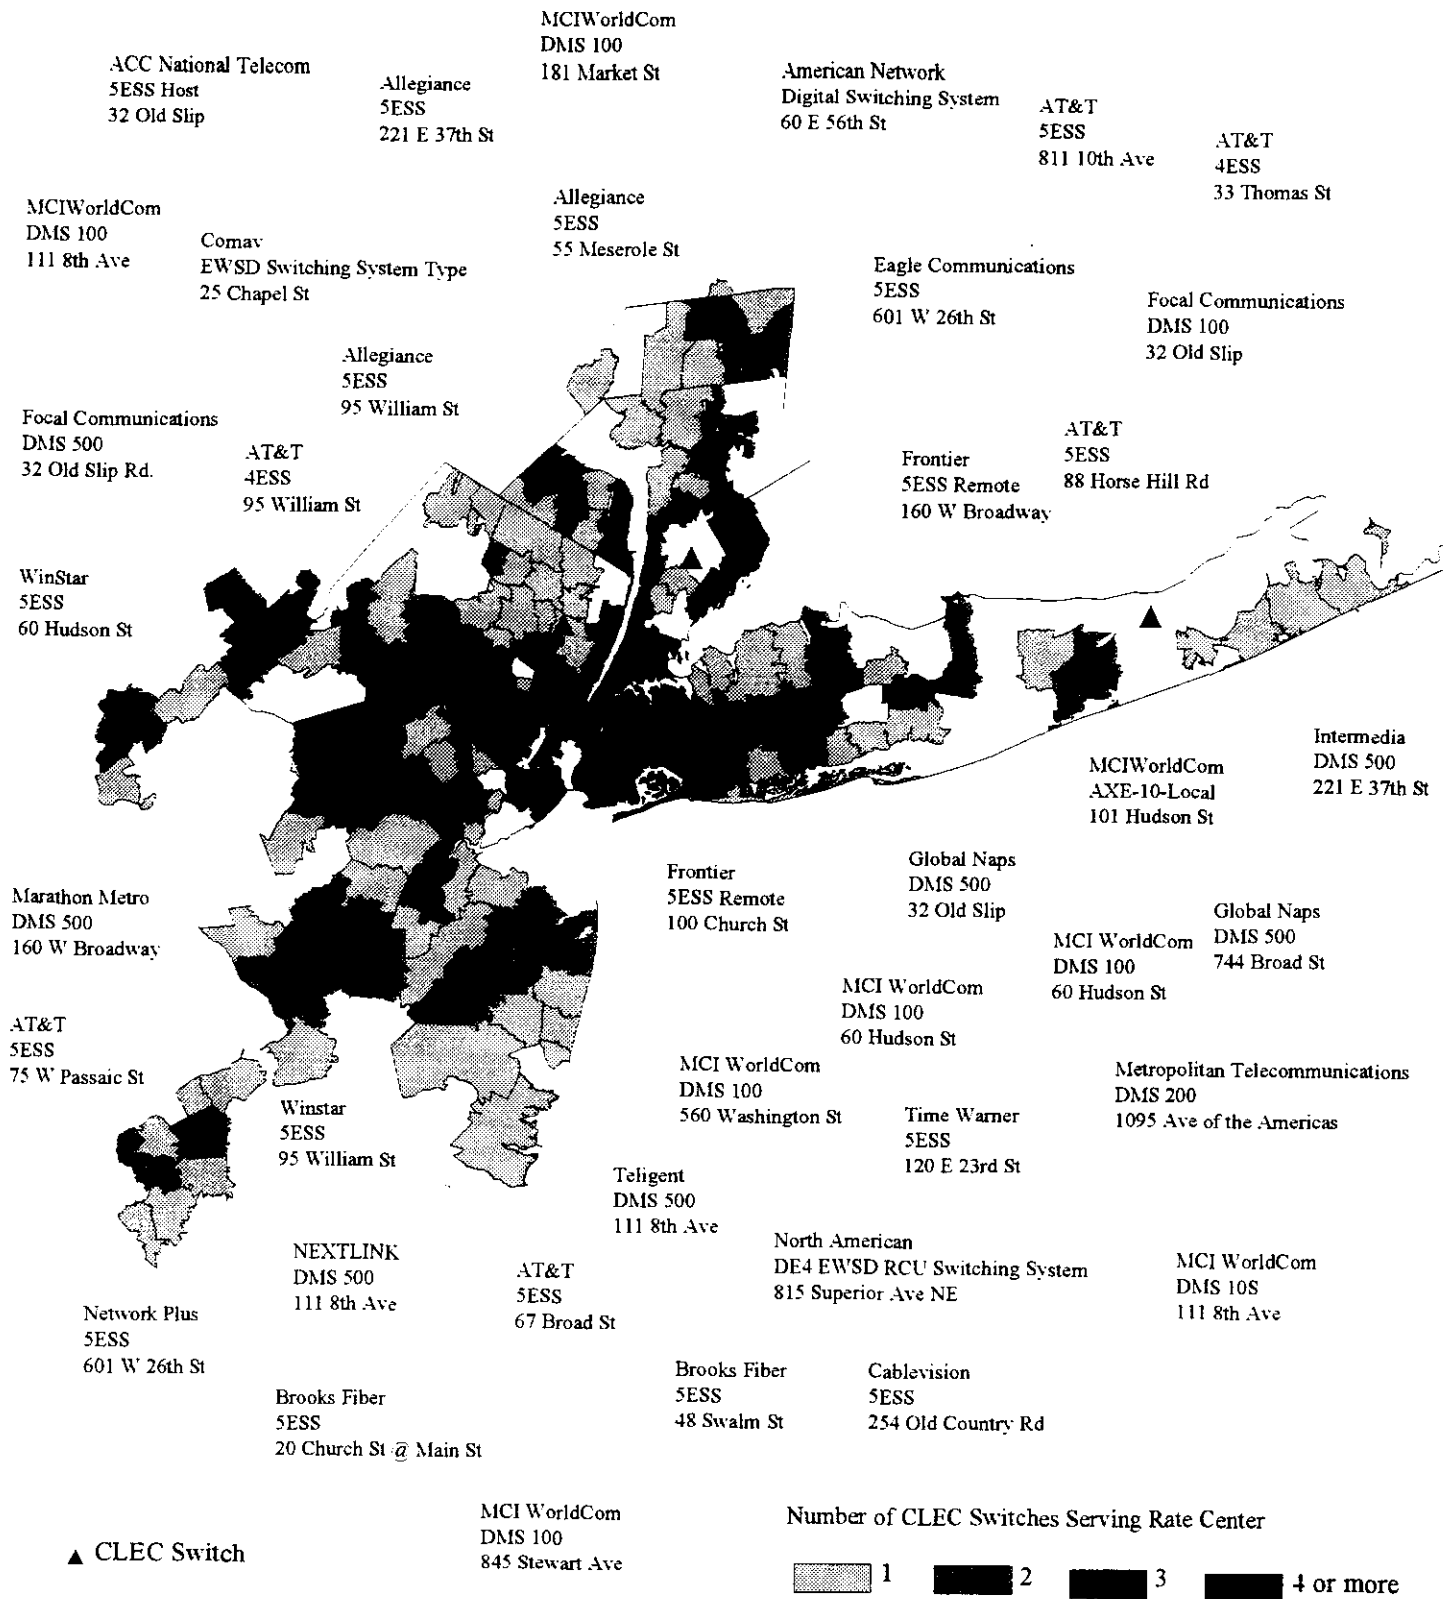 MCIWorldCom
DMS 100
181 Market St
ACC National Telecom
5ESS Host
32 Old Slip
Allegiance
5ESS
221 E 37th St
American Network
Digital Switching System
60 E 56th St
AT&T
5ESS
811 10th Ave
AT&T
4ESS
33 Thomas St
MCIWorldCom
DMS 100
111 8th Ave
Comav
EWSD Switching System Type
25 Chapel St
Allegiance
5ESS
55 Meserole St
Eagle Communications
5ESS
601 W 26th St
Focal Communications
DMS 100
32 Old Slip
Allegiance
5ESS
95 William St
Focal Communications
DMS 500
32 Old Slip Rd.
AT&T
4ESS
95 William St
Frontier
5ESS Remote
160 W Broadway
AT&T
5ESS
88 Horse Hill Rd
WinStar
5ESS
60 Hudson St
MCIWorldCom
AXE-10-Local
101 Hudson St
Intermedia
DMS 500
221 E 37th St
Marathon Metro
DMS 500
160 W Broadway
Frontier
5ESS Remote
100 Church St
Global Naps
DMS 500
32 Old Slip
MCI WorldCom
DMS 100
60 Hudson St
Global Naps
DMS 500
744 Broad St
MCI WorldCom
DMS 100
60 Hudson St
AT&T
5ESS
75 W Passaic St
MCI WorldCom
DMS 100
560 Washington St
Metropolitan Telecommunications
DMS 200
1095 Ave of the Americas
Winstar
5ESS
95 William St
Time Warner
5ESS
120 E 23rd St
Teligent
DMS 500
111 8th Ave
NEXTLINK
DMS 500
111 8th Ave
AT&T
5ESS
67 Broad St
North American
DE4 EWSD RCU Switching System
815 Superior Ave NE
MCI WorldCom
DMS 10S
111 8th Ave
Network Plus
5ESS
601 W 26th St
Brooks Fiber
5ESS
20 Church St @ Main St
Brooks Fiber
5ESS
48 Swalm St
Cablevision
5ESS
254 Old Country Rd
MCI WorldCom
DMS 100
845 Stewart Ave
CLEC Switch
Number of CLEC Switches Serving Rate Center
1 2 3 4 or more